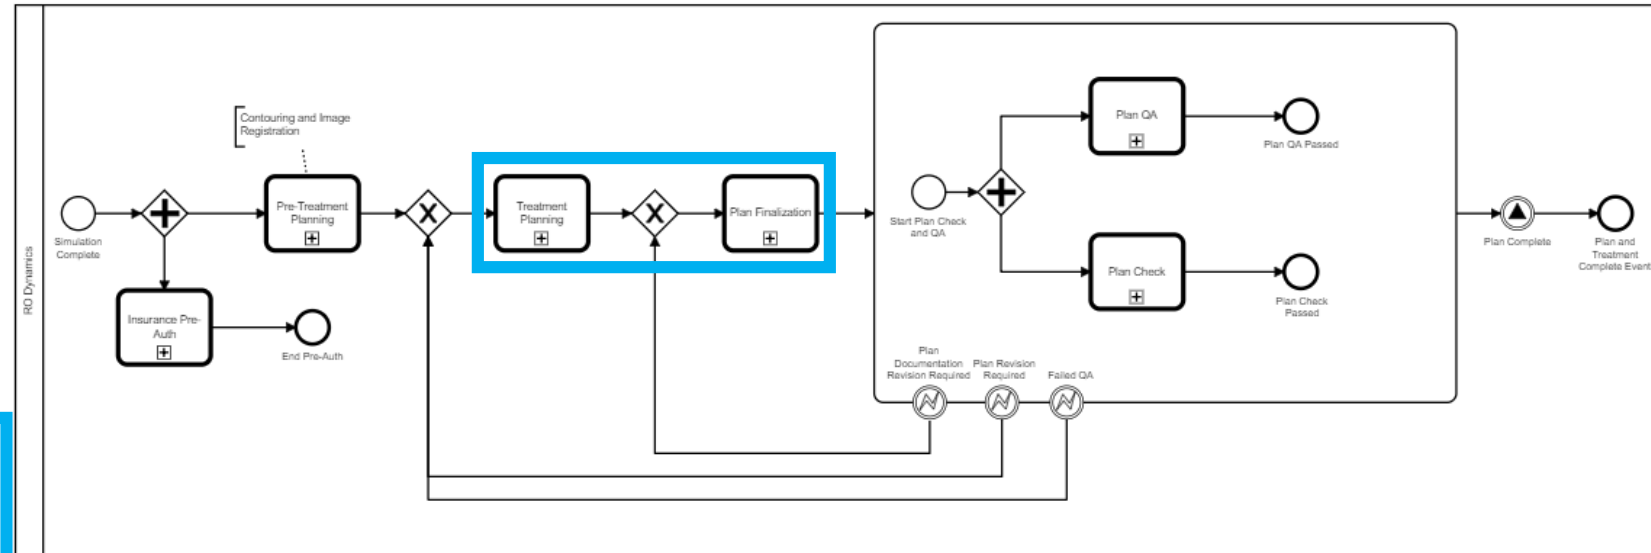 RO Dynamics
Simulation
Complete
Contouring and Image
Registration
Pre-Treatment
Planning
Insurance Pre-
Auth
End Pre-Auth
Treatment
Planning
Plan Finalization
Start Plan Check
and QA
Plan QA
Plan QA Passed
Plan Check
Plan Check
Passed
Plan
Documentation
Revision Required
Plan Revision
Required
Failed QA
Plan Complete
Plan and
Treatment
Complete Event